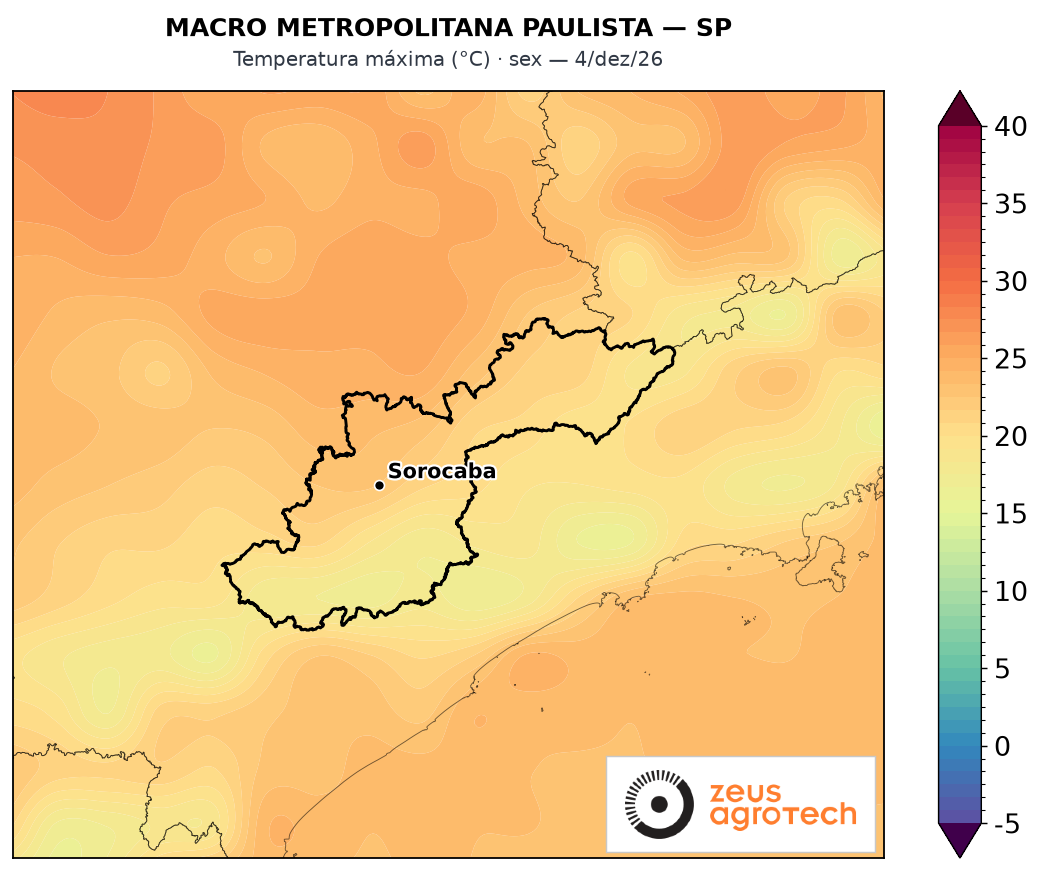 MACRO METROPOLITANA PAULISTA — SP
Temperatura máxima (°C) · sex — 4/dez/26
40
35
30
25
20
15
10
5
0
-5
Sorocaba
zeus
agrotech